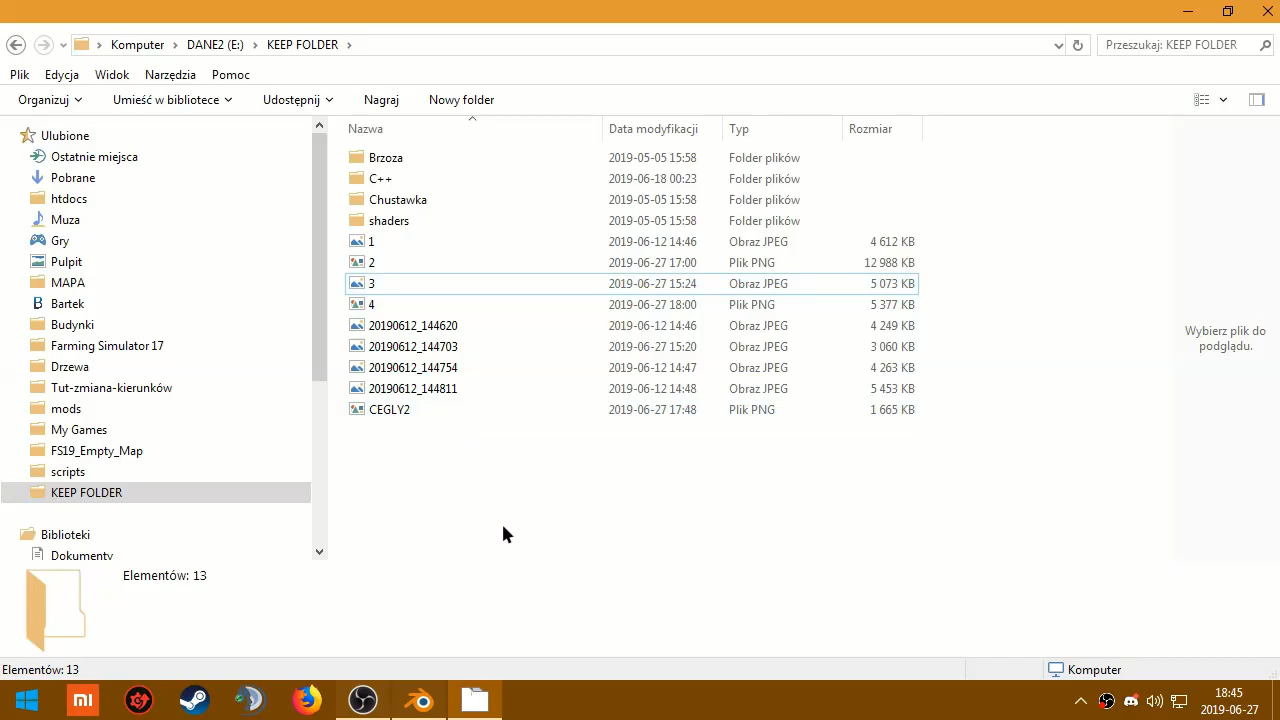 Komputer
DANE2 (E:)
KEEP FOLDER
Przeszukaj: KEEP FOLDER
Plik Edycja Widok Narzędzia Pomoc
Organizuj Umieść w bibliotece Udostępnij Nagraj Nowy folder
Ulubione
Ostatnie miejsca
Pobrane
htdocs
Muza
Gry
Pulpit
MAPA
Bartek
Budynki
Farming Simulator 17
Drzewa
Tut-zmiana-kierunków
mods
My Games
FS19_Empty_Map
scripts
KEEP FOLDER
Biblioteki
Dokumenty
Nazwa Data modyfikacji Typ Rozmiar
Brzoza 2019-05-05 15:58 Folder plików
C++ 2019-06-18 00:23 Folder plików
Chustawka 2019-05-05 15:58 Folder plików
shaders 2019-05-05 15:58 Folder plików
1 2019-06-12 14:46 Obraz JPEG 4 612 KB
2 2019-06-27 17:00 Plik PNG 12 988 KB
3 2019-06-27 15:24 Obraz JPEG 5 073 KB
4 2019-06-27 18:00 Plik PNG 5 377 KB
20190612_144620 2019-06-12 14:46 Obraz JPEG 4 249 KB
20190612_144703 2019-06-27 15:20 Obraz JPEG 3 060 KB
20190612_144754 2019-06-12 14:47 Obraz JPEG 4 263 KB
20190612_144811 2019-06-12 14:48 Obraz JPEG 5 453 KB
CEGLY2 2019-06-27 17:48 Plik PNG 1 665 KB
Wybierz plik do
podglądu.
Elementów: 13
Elementów: 13
Komputer
mi
18:45
2019-06-27